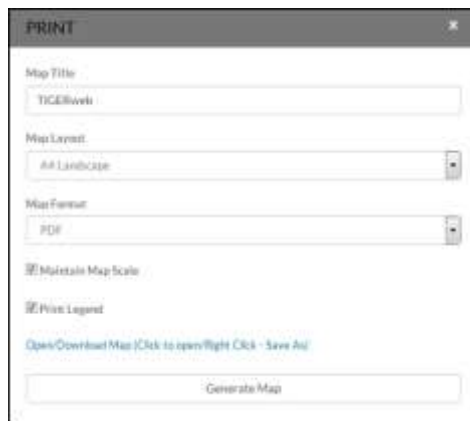 PRINT
Map Title
TIGERweb
Map Layout
A4 Landscape
Map Format
PDF
Maintain Map Scale
Print Legend
Open/Download Map (Click to open/Right Click - Save As)
Generate Map